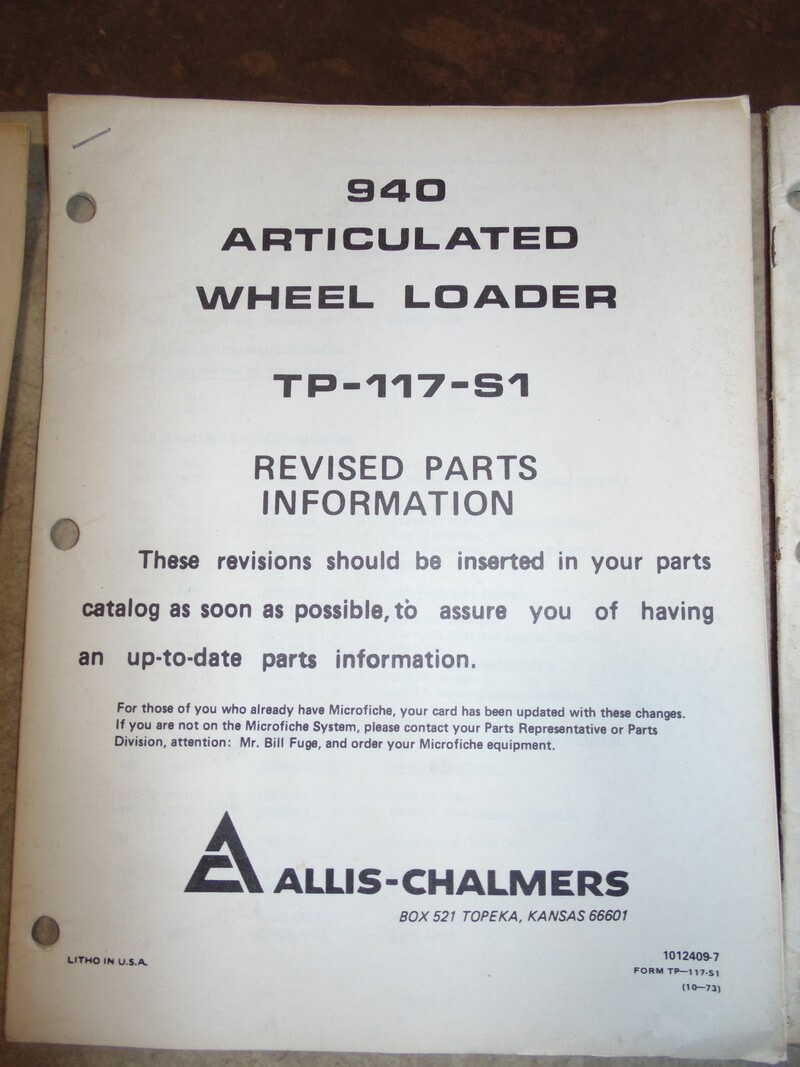 940
ARTICULATED
WHEEL LOADER
TP-117-S1
REVISED PARTS
INFORMATION
These revisions should be inserted in your parts
catalog as soon as possible, to assure you of having
an up-to-date parts information.
For those of you who already have Microfiche, your card has been updated with these changes.
If you are not on the Microfiche System, please contact your Parts Representative or Parts
Division, attention: Mr. Bill Fuge, and order your Microfiche equipment.
ALLIS-CHALMERS
BOX 521 TOPEKA, KANSAS 66601
LITHO IN U.S.A.
1012409-7
FORM TP-117-S1
(10-73)